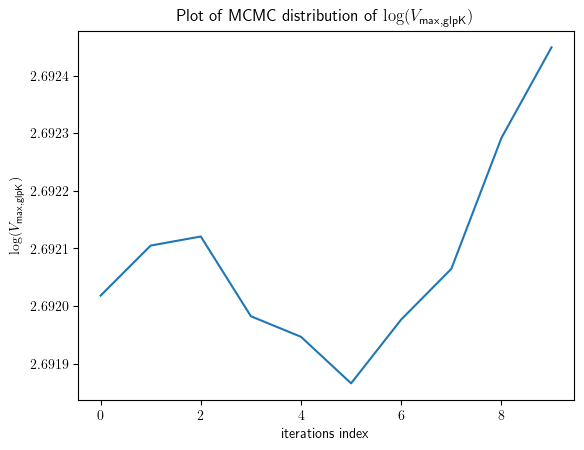 Plot of MCMC distribution of log(V_max,glpK)
log(V_max,glpK)
2.6924
2.6923
2.6922
2.6921
2.6920
2.6919
0 2 4 6 8
iterations index